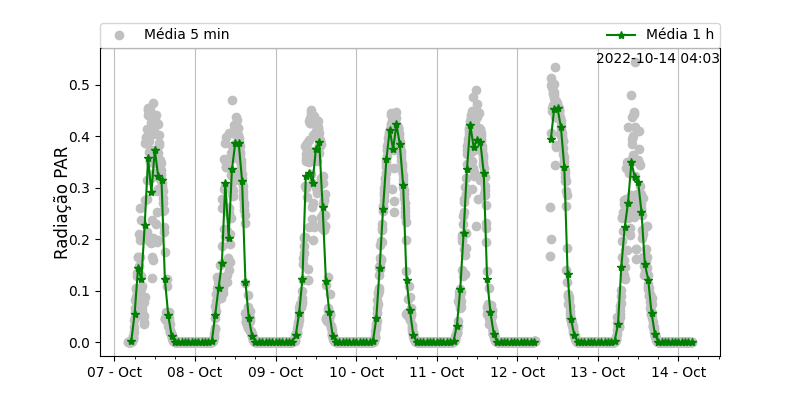 Média 5 min
Média 1 h
2022-10-14 04:03
Radiação PAR
0.5
0.4
0.3
0.2
0.1
0.0
07 - Oct
08 - Oct
09 - Oct
10 - Oct
11 - Oct
12 - Oct
13 - Oct
14 - Oct